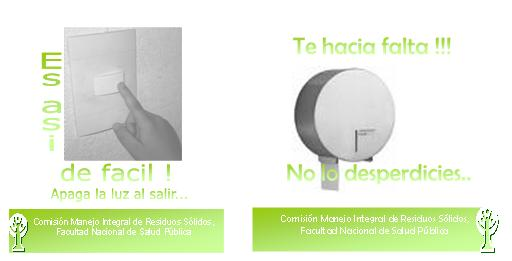 Es
asi
de facil !
Apaga la luz al salir...
Comisión Manejo Integral de Residuos Sólidos,
Facultad Nacional de Salud Pública
Te hacia falta !!!
No lo desperdicies..
Comisión Manejo Integral de Residuos Sólidos,
Facultad Nacional de Salud Pública